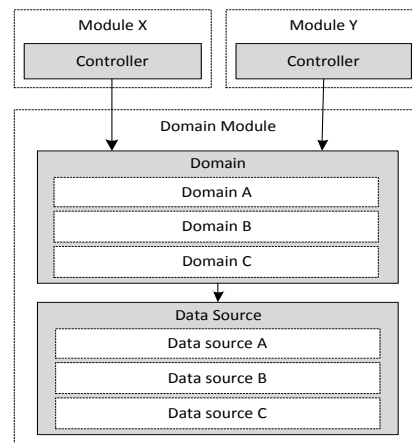 Module X
Module Y
Controller
Controller
Domain Module
Domain
Domain A
Domain B
Domain C
Data Source
Data source A
Data source B
Data source C